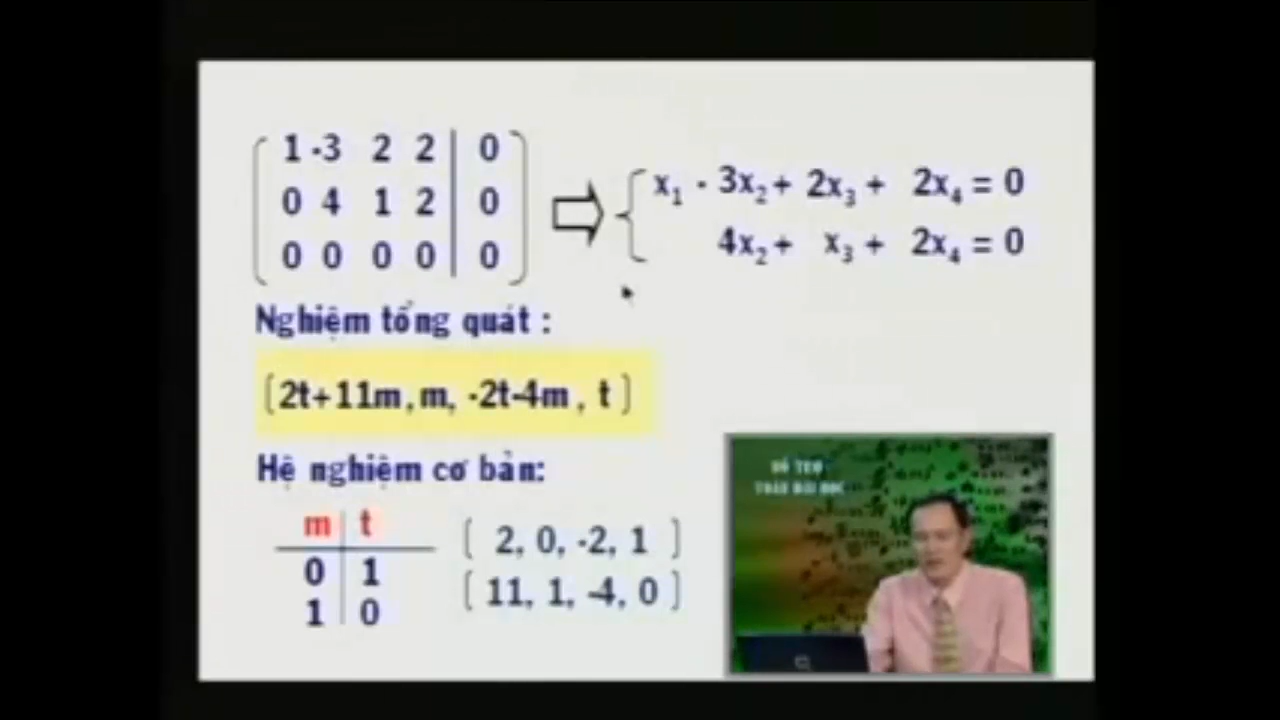 1 -3 2 2 0
0 4 1 2 0
0 0 0 0 0
x₁ - 3x₂ + 2x₃ + 2x₄ = 0
4x₂ + x₃ + 2x₄ = 0
Nghiệm tổng quát :
(2t+11m, m, -2t-4m, t)
Hệ nghiệm cơ bản:
m t
0 1
1 0
( 2, 0, -2, 1 )
( 11, 1, -4, 0 )